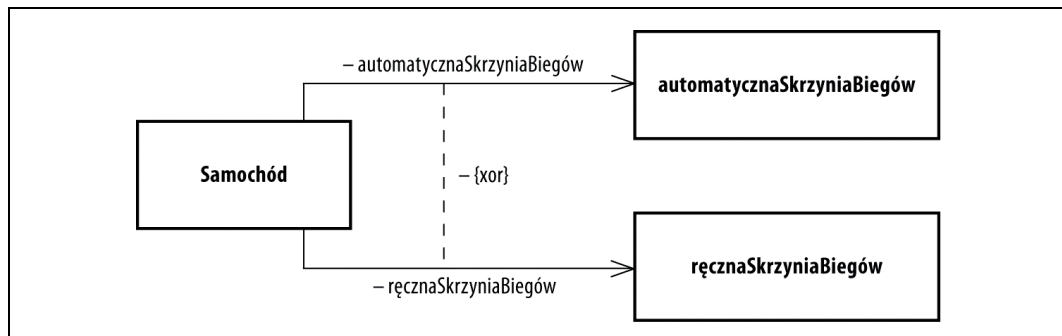 – automatycznaSkrzyniaBiegów
automatycznaSkrzyniaBiegów
Samochód
– {xor}
ręcznaSkrzyniaBiegów
– ręcznaSkrzyniaBiegów